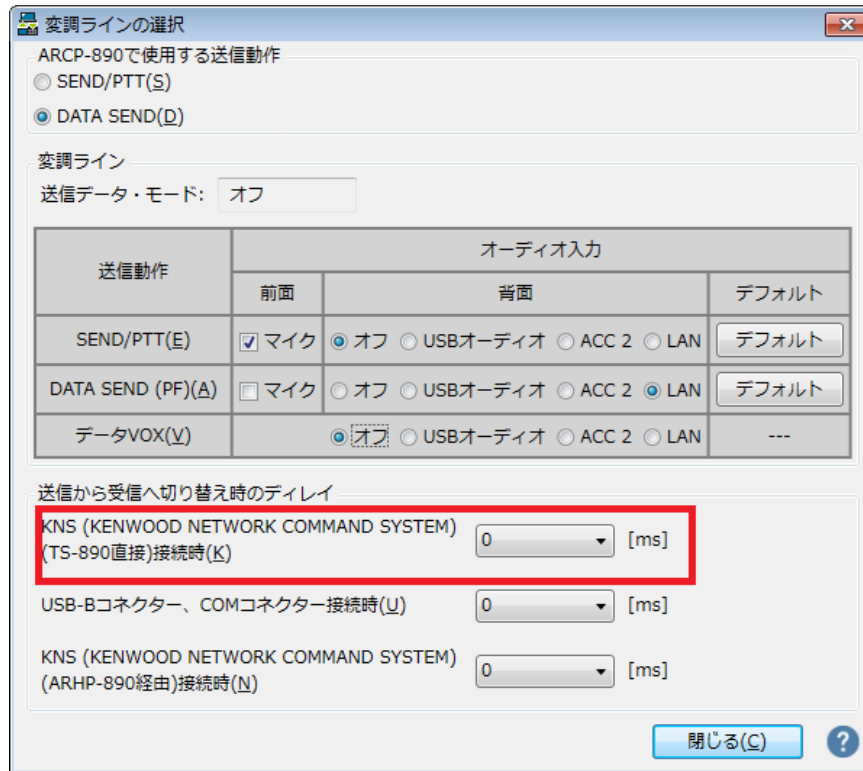 変調ラインの選択
ARCP-890で使用する送信動作
SEND/PTT(S)
DATA SEND(D)
変調ライン
送信データ・モード: オフ
送信動作
オーディオ入力
前面 背面 デフォルト
SEND/PTT(E) マイク オフ USBオーディオ ACC 2 LAN デフォルト
DATA SEND (PF)(A) マイク オフ USBオーディオ ACC 2 LAN デフォルト
データVOX(V) オフ USBオーディオ ACC 2 LAN ---
送信から受信へ切り替え時のディレイ
KNS (KENWOOD NETWORK COMMAND SYSTEM)
(TS-890直接)接続時(K) 0 [ms]
USB-Bコネクター、COMコネクター接続時(U) 0 [ms]
KNS (KENWOOD NETWORK COMMAND SYSTEM)
(ARHP-890経由)接続時(N) 0 [ms]
閉じる(C) ?